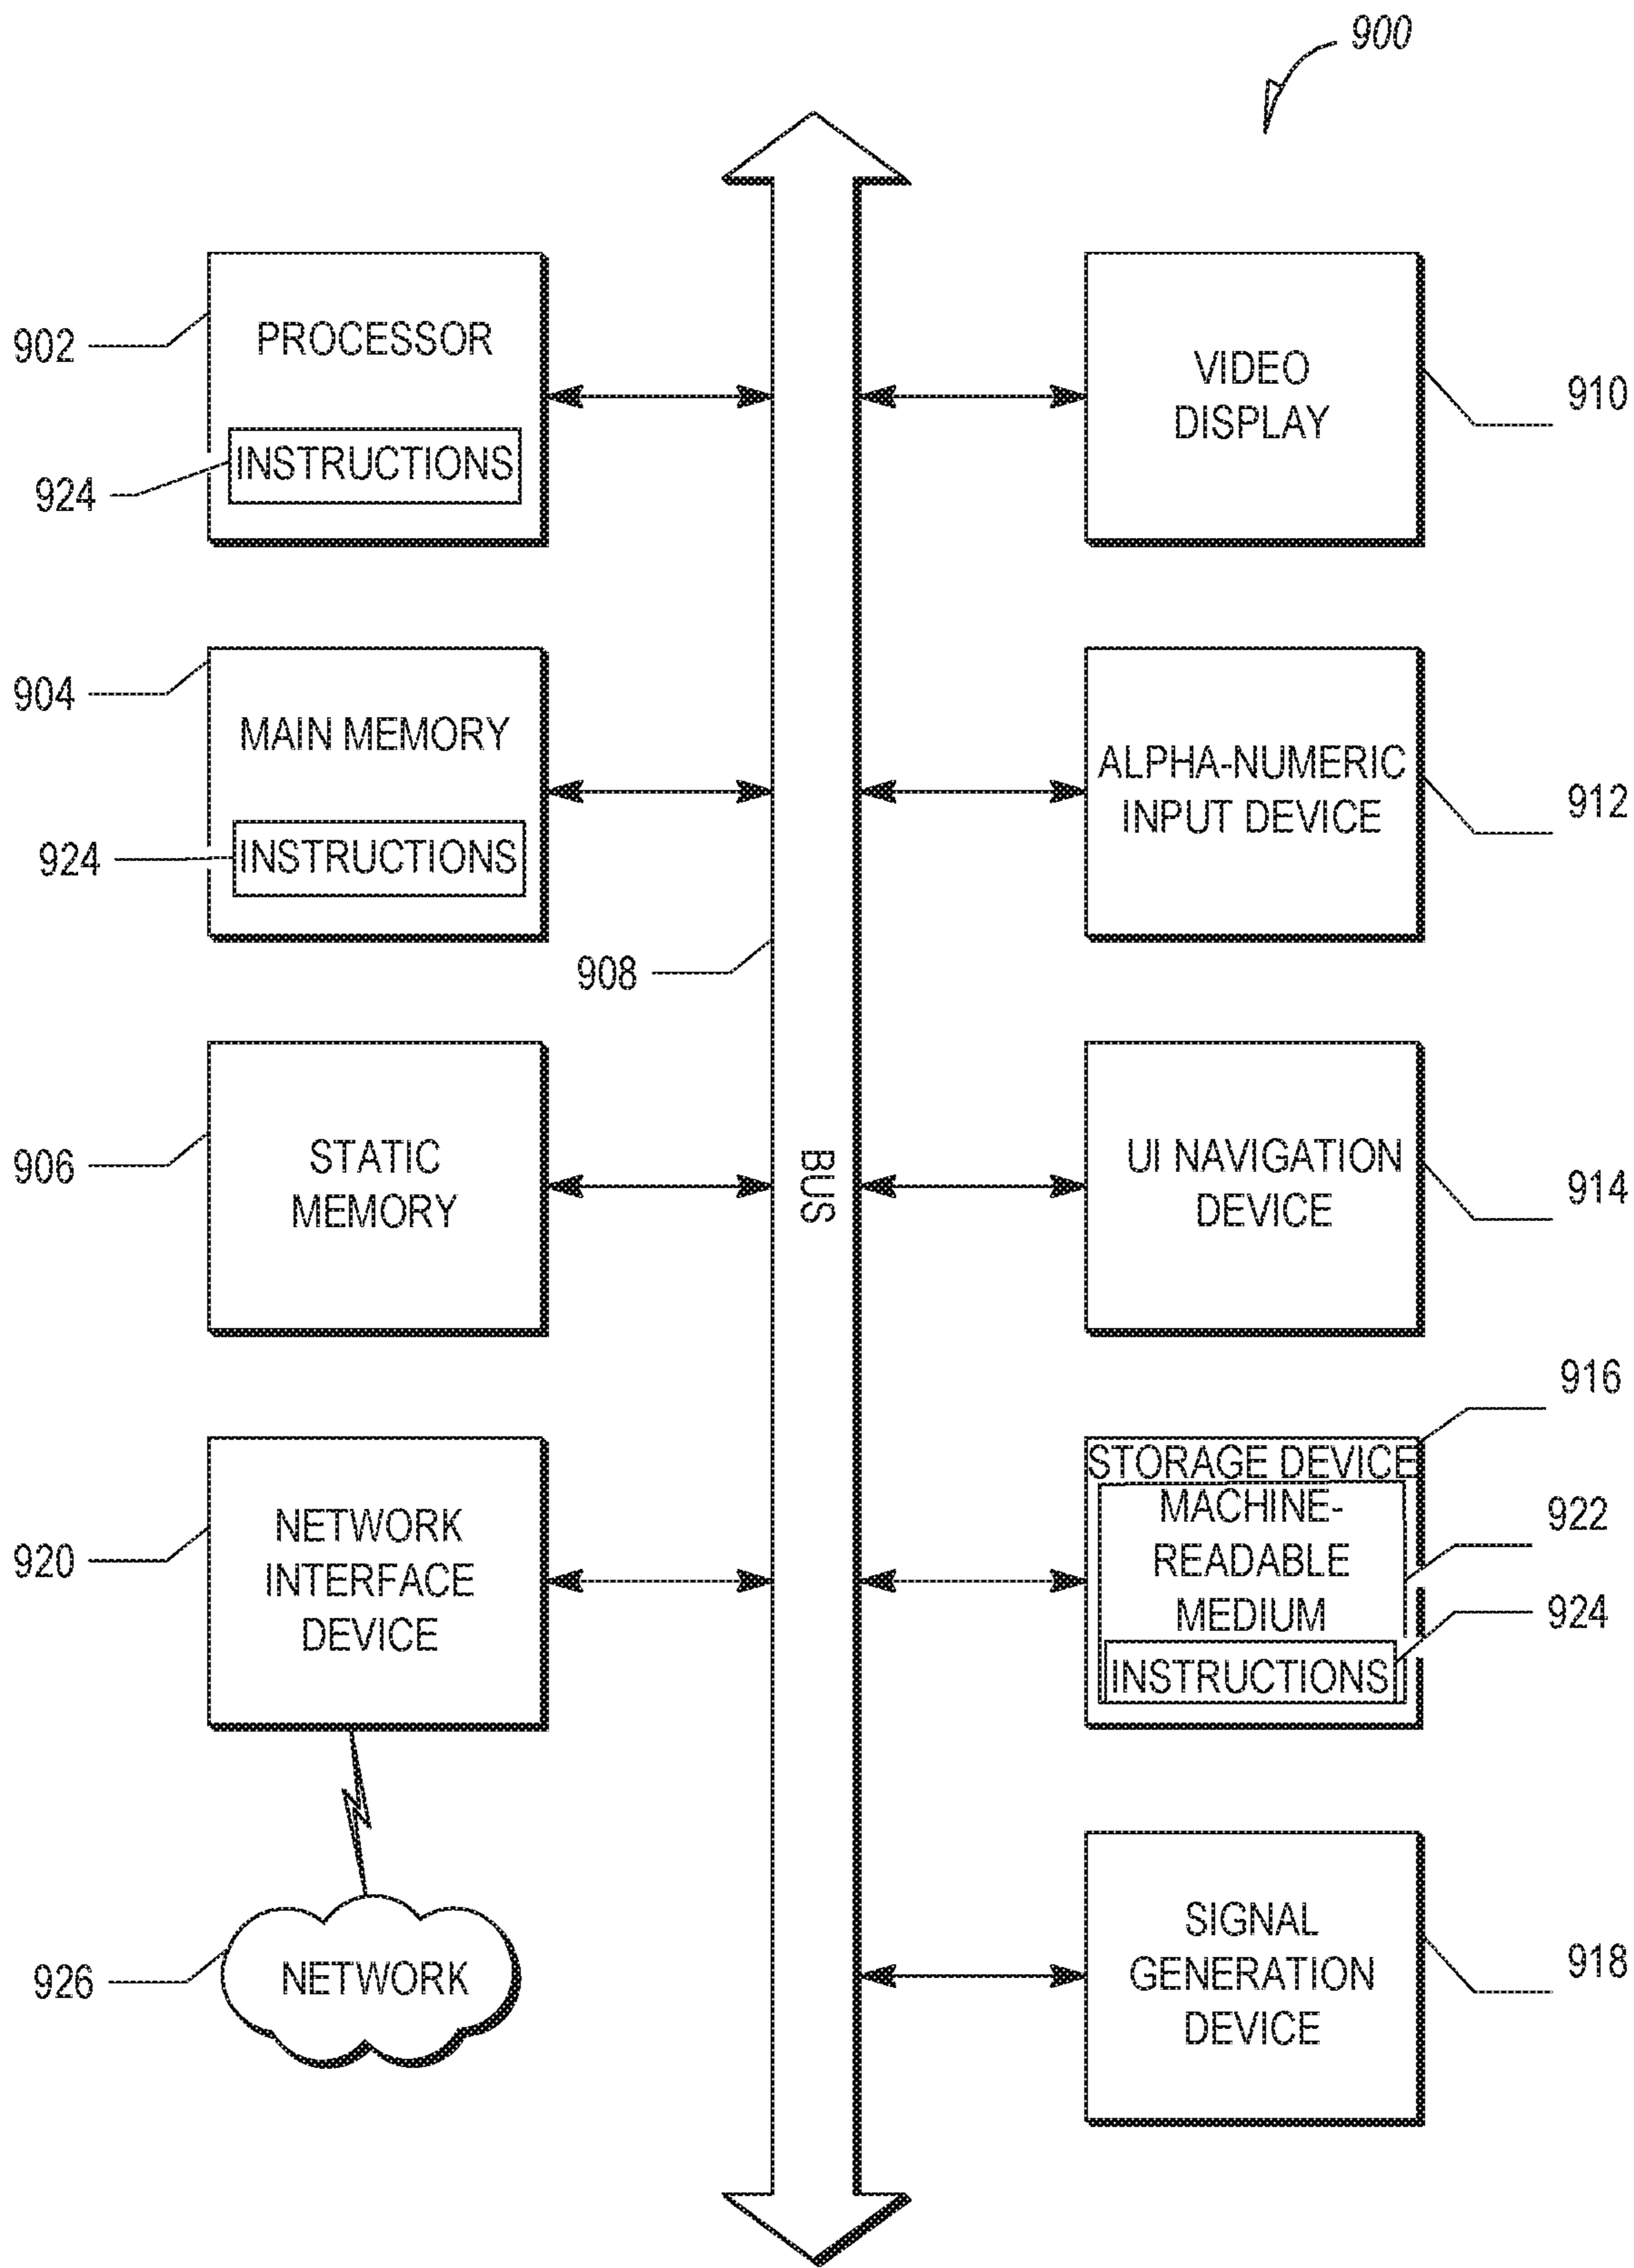 900
902
PROCESSOR
924
INSTRUCTIONS
904
MAIN MEMORY
924
INSTRUCTIONS
908
906
STATIC
MEMORY
920
NETWORK
INTERFACE
DEVICE
926
NETWORK
BUS
VIDEO
DISPLAY
910
ALPHA-NUMERIC
INPUT DEVICE
912
UI NAVIGATION
DEVICE
914
916
STORAGE DEVICE
MACHINE-
READABLE
MEDIUM
922
924
INSTRUCTIONS
SIGNAL
GENERATION
DEVICE
918